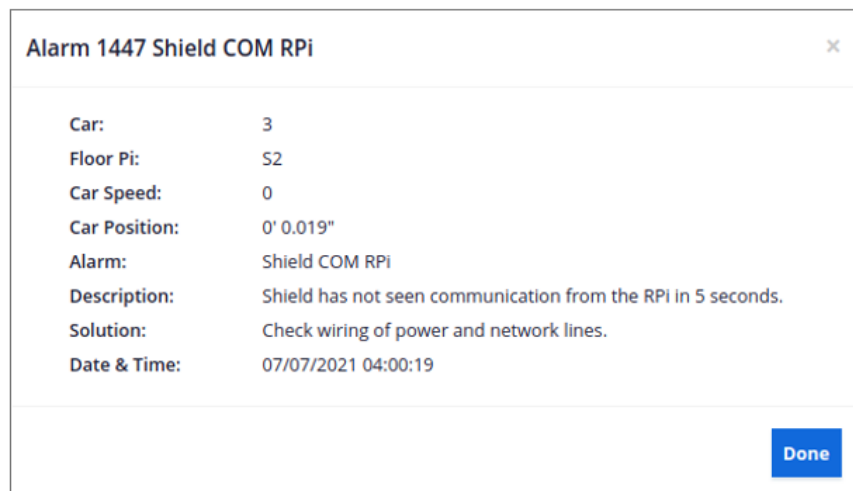 Alarm 1447 Shield COM RPi ×
Car: 3
Floor Pi: S2
Car Speed: 0
Car Position: 0' 0.019"
Alarm: Shield COM RPi
Description: Shield has not seen communication from the RPi in 5 seconds.
Solution: Check wiring of power and network lines.
Date & Time: 07/07/2021 04:00:19
Done